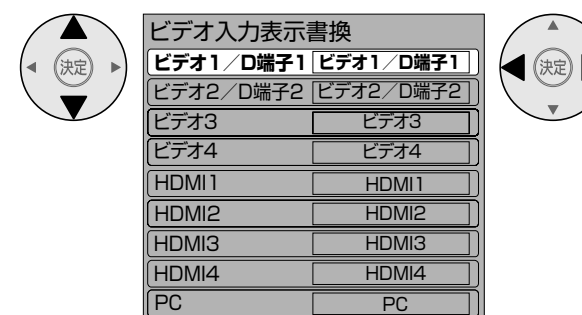 決定
ビデオ入力表示書換
ビデオ1／D端子1 ビデオ1／D端子1
ビデオ2／D端子2 ビデオ2／D端子2
ビデオ3 ビデオ3
ビデオ4 ビデオ4
HDMI1 HDMI1
HDMI2 HDMI2
HDMI3 HDMI3
HDMI4 HDMI4
PC PC
決定